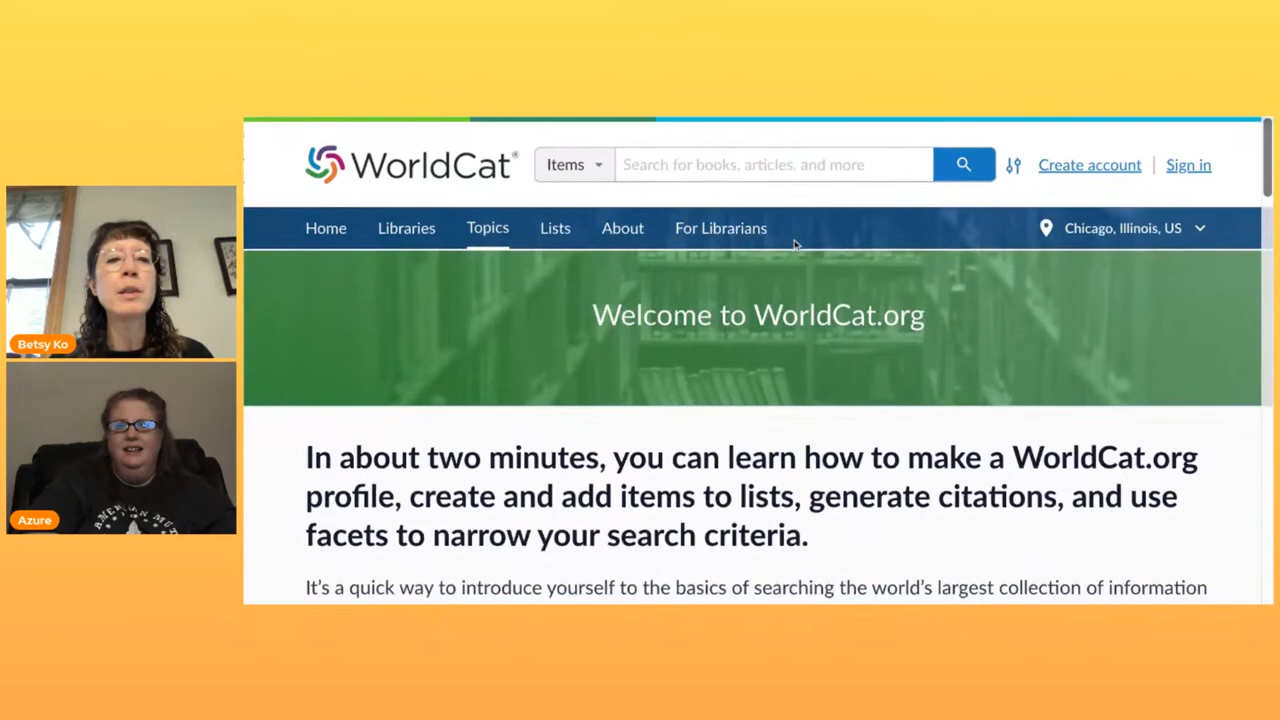 WorldCat®
Items
Search for books, articles, and more
Create account
Sign in
Home
Libraries
Topics
Lists
About
For Librarians
Chicago, Illinois, US
Welcome to WorldCat.org
In about two minutes, you can learn how to make a WorldCat.org
profile, create and add items to lists, generate citations, and use
facets to narrow your search criteria.
It's a quick way to introduce yourself to the basics of searching the world's largest collection of information
Betsy Ko
Azure